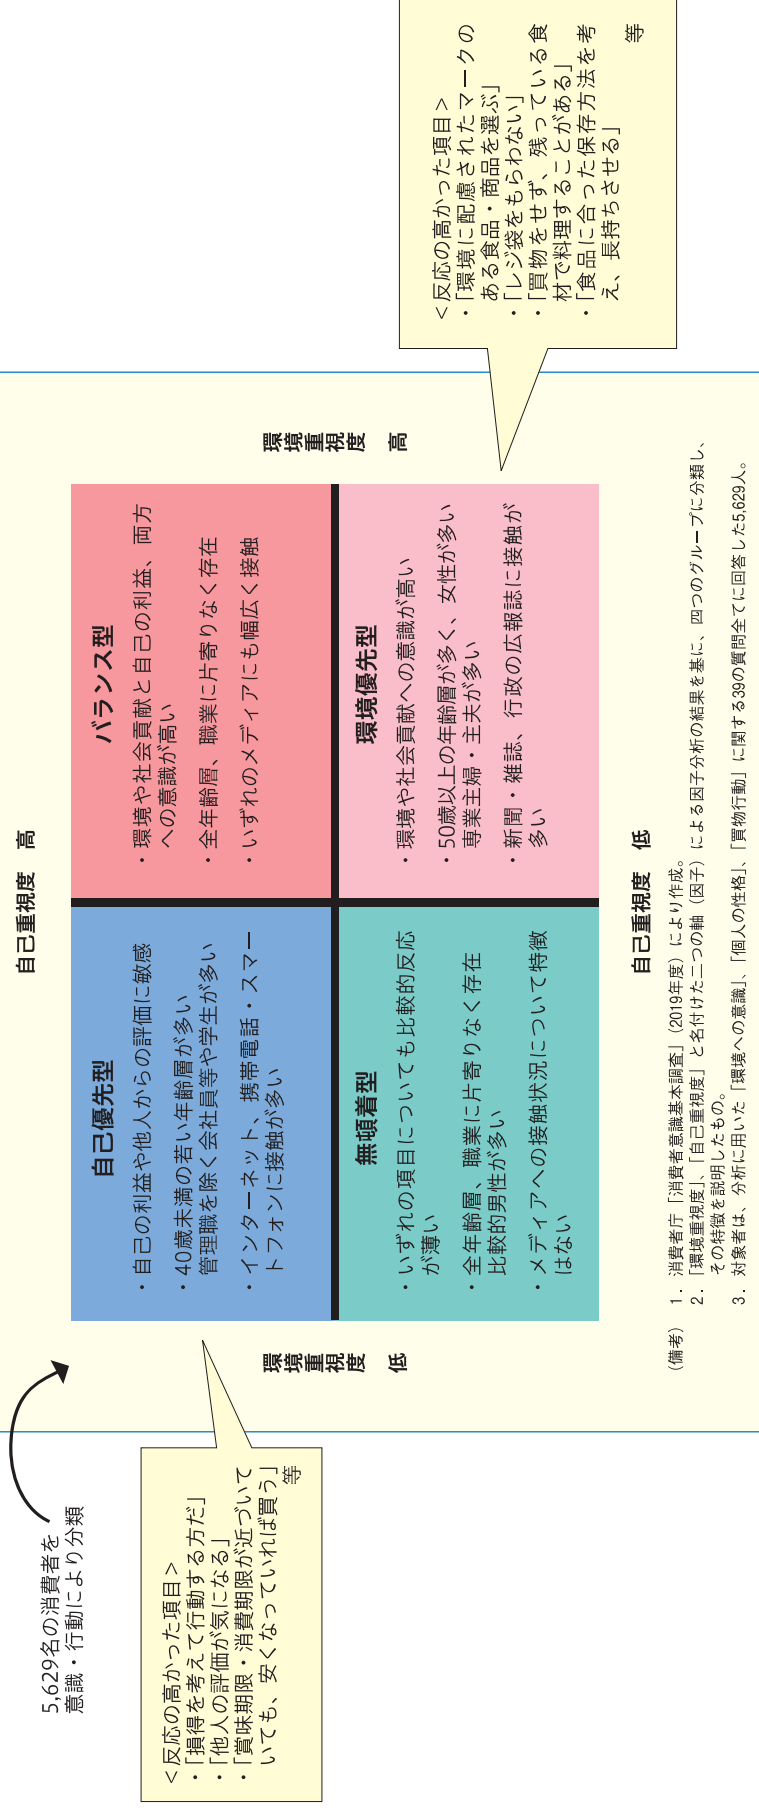 5,629名の消費者を
意識・行動により分類
自己重視度　高
環境重視度　低
環境重視度　高
自己優先型
・自己の利益や他人からの評価に敏感
・40歳未満の若い年齢層が多い
管理職を除く会社員等や学生が多い
・インターネット、携帯電話・スマー
トフォンに接触が多い
バランス型
・環境や社会貢献と自己の利益、両方
への意識が高い
・全年齢層、職業に片寄りなく存在
・いずれのメディアにも幅広く接触
無頓着型
・いずれの項目についても比較的反応
が薄い
・全年齢層、職業に片寄りなく存在
比較的男性が多い
・メディアへの接触状況について特徴
はない
環境優先型
・環境や社会貢献への意識が高い
・50歳以上の年齢層が多く、女性が多い
専業主婦・主夫が多い
・新聞・雑誌、行政の広報誌に接触が
多い
自己重視度　低
＜反応の高かった項目＞
・「損得を考えて行動する方だ」
・「他人の評価が気になる」
・「賞味期限・消費期限が近づいて
いても、安くなっていれば買う」
等
＜反応の高かった項目＞
・「環境に配慮されたマークの
ある食品・商品を選ぶ」
・「レジ袋をもらわない」
・「買物をせず、残っている食
材で料理することがある」
・「食品に合った保存方法を考
え、長持ちさせる」
等
（備考）　1．消費者庁「消費者意識基本調査」（2019年度）により作成。
2．「環境重視度」、「自己重視度」と名付けた二つの軸（因子）による因子分析の結果を基に、四つのグループに分類し、
その特徴を説明したもの。
3．対象者は、分析に用いた「環境への意識」、「個人の性格」、「買物行動」に関する39の質問全てに回答した5,629人。